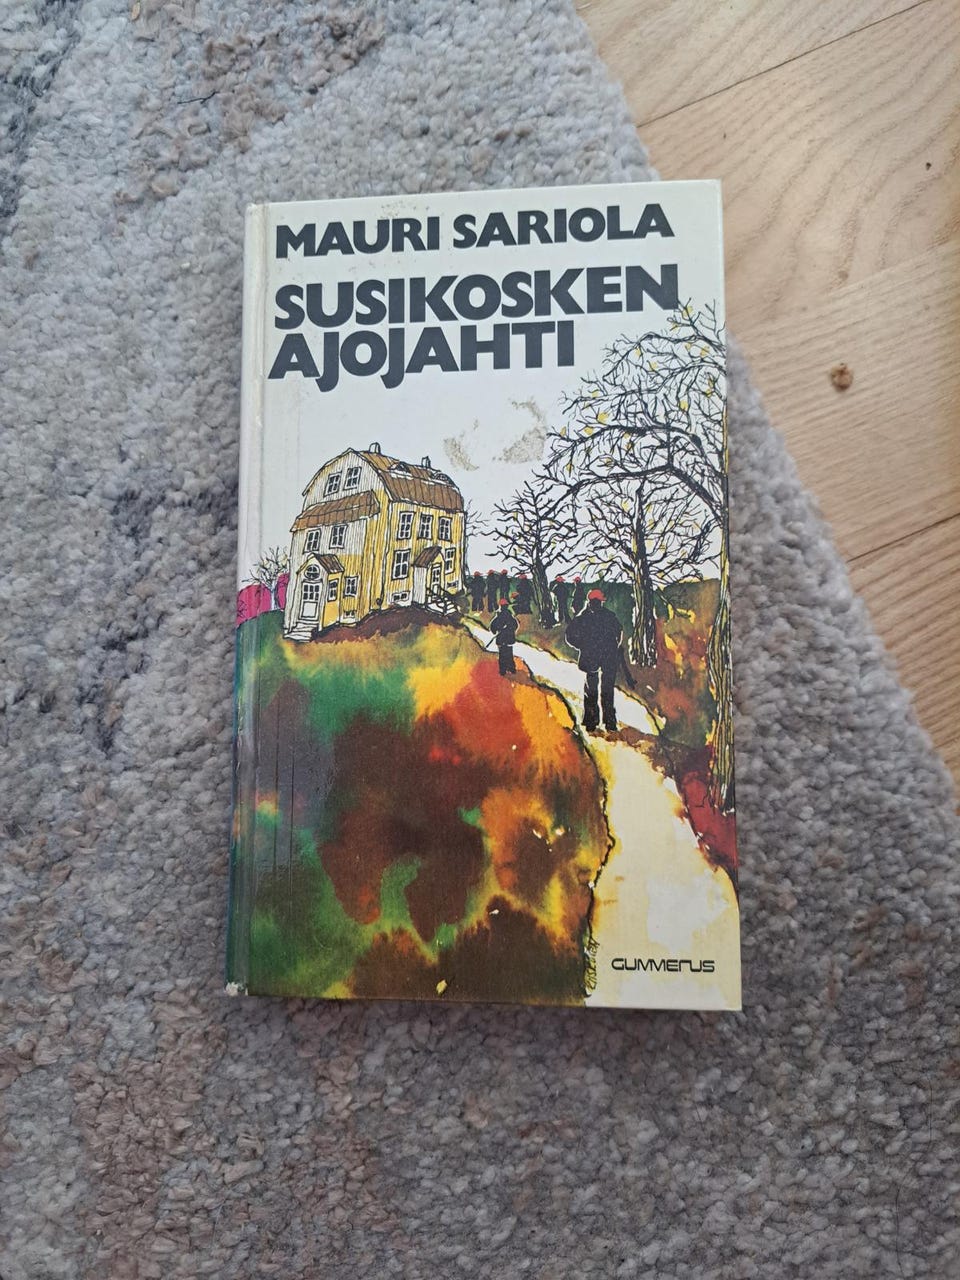 MAURI SARIOLA
SUSIKOSKEN
AJOJAHTI
GUMMERUS